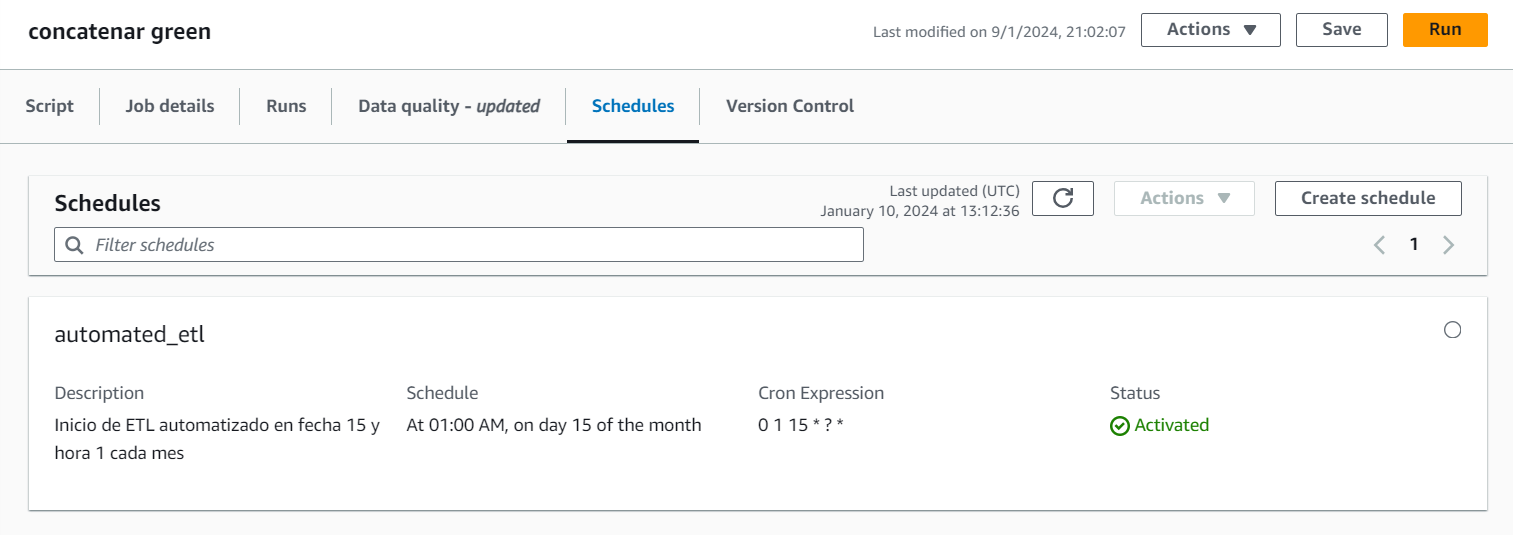 concatenar green
Last modified on 9/1/2024, 21:02:07
Actions
Save
Run
Script
Job details
Runs
Data quality - updated
Schedules
Version Control
Schedules
Last updated (UTC)
January 10, 2024 at 13:12:36
Actions
Create schedule
Filter schedules
1
automated_etl
Description
Schedule
Cron Expression
Status
Inicio de ETL automatizado en fecha 15 y
hora 1 cada mes
At 01:00 AM, on day 15 of the month
0 1 15 * ? *
Activated